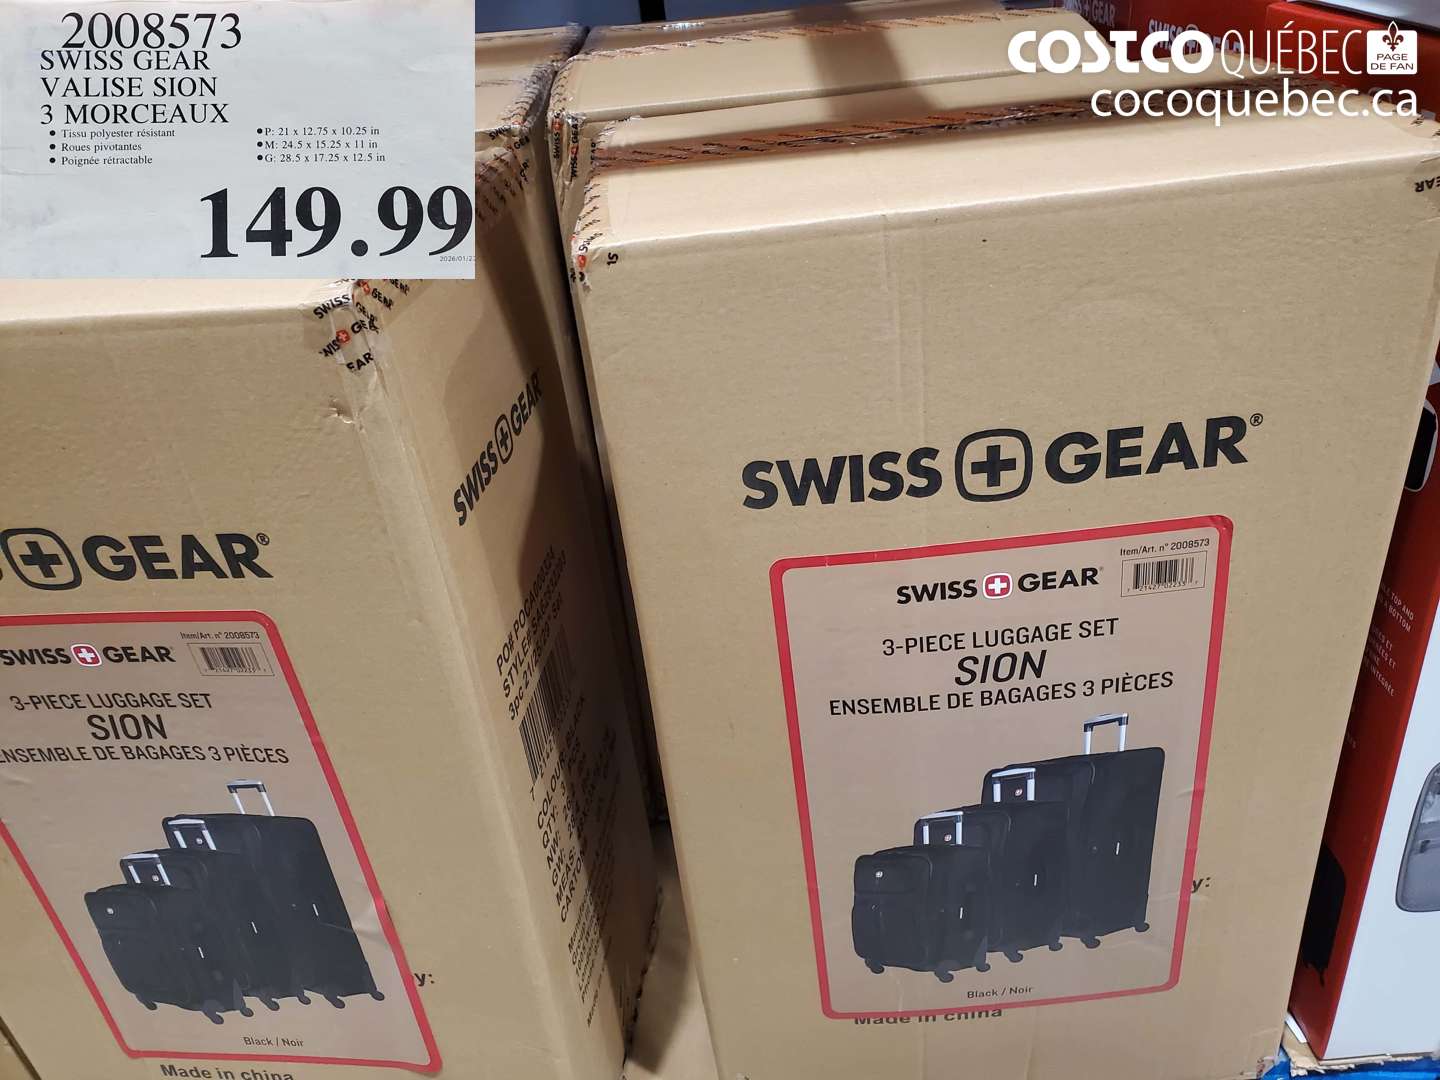 2008573
SWISS GEAR
VALISE SION
3 MORCEAUX
• Tissu polyester résistant
• Roues pivotantes
• Poignée rétractable
• P: 21 x 12.75 x 10.25 in
• M: 24.5 x 15.25 x 11 in
• G: 28.5 x 17.25 x 12.5 in
149.99
COSTCO QUÉBEC PAGE DE FAN
cocoquebec.ca
SWISS GEAR®
Item/Art. n° 2008573
SWISS GEAR
3-PIECE LUGGAGE SET
SION
ENSEMBLE DE BAGAGES 3 PIÈCES
Black / Noir
Made in china
y:
SWISS GEAR
GEAR®
Item/Art. n° 2008573
SWISS GEAR
3-PIECE LUGGAGE SET
SION
ENSEMBLE DE BAGAGES 3 PIÈCES
Black / Noir
y:
Made in china